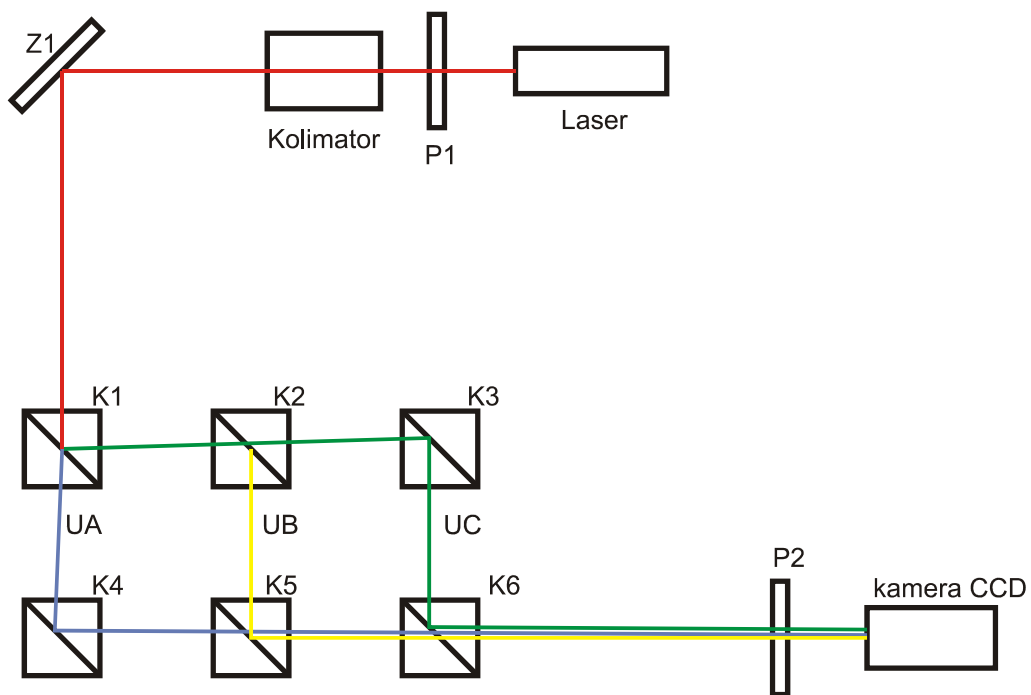 Z1
Kolimator
P1
Laser
K1
K2
K3
UA
UB
UC
K4
K5
K6
P2
kamera CCD